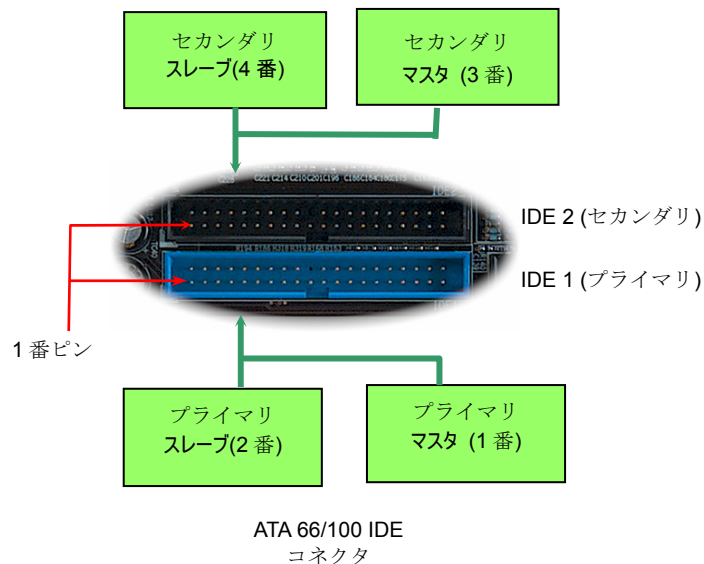 セカンダリ
スレーブ(4 番)
セカンダリ
マスタ (3 番)
C221 C214 C210C201C196
IDE 2 (セカンダリ)
IDE 1 (プライマリ)
1 番ピン
プライマリ
スレーブ(2 番)
プライマリ
マスタ (1 番)
ATA 66/100 IDE
コネクタ